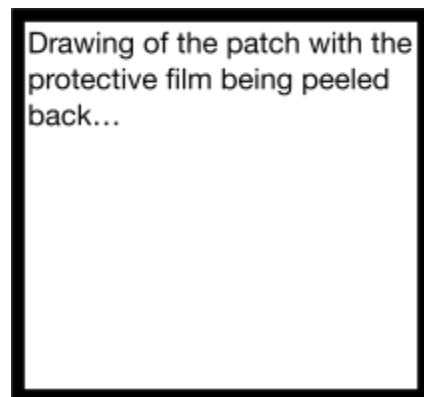 Drawing of the patch with the
protective film being peeled
back…